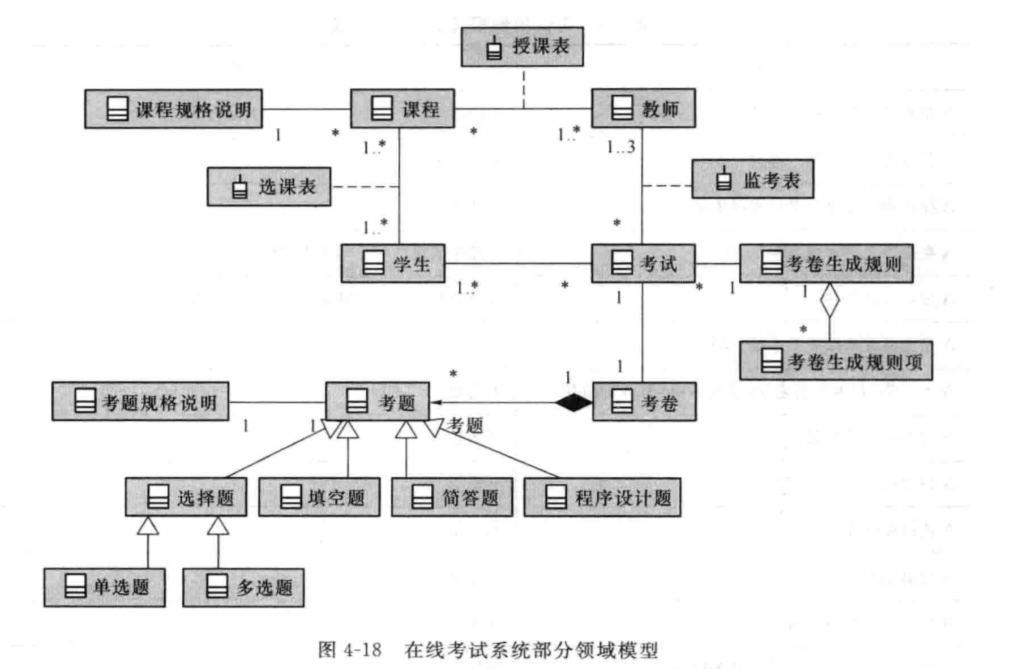 授课表
课程规格说明
课程
教师
1
*
1..*
*
1..*
1..3
选课表
监考表
1..*
*
学生
考试
考卷生成规则
1..*
*
1
*
1
1
*
考卷生成规则项
1
*
1
考题规格说明
考题
考卷
1
1
考题
选择题
填空题
简答题
程序设计题
单选题
多选题
图 4-18 在线考试系统部分领域模型